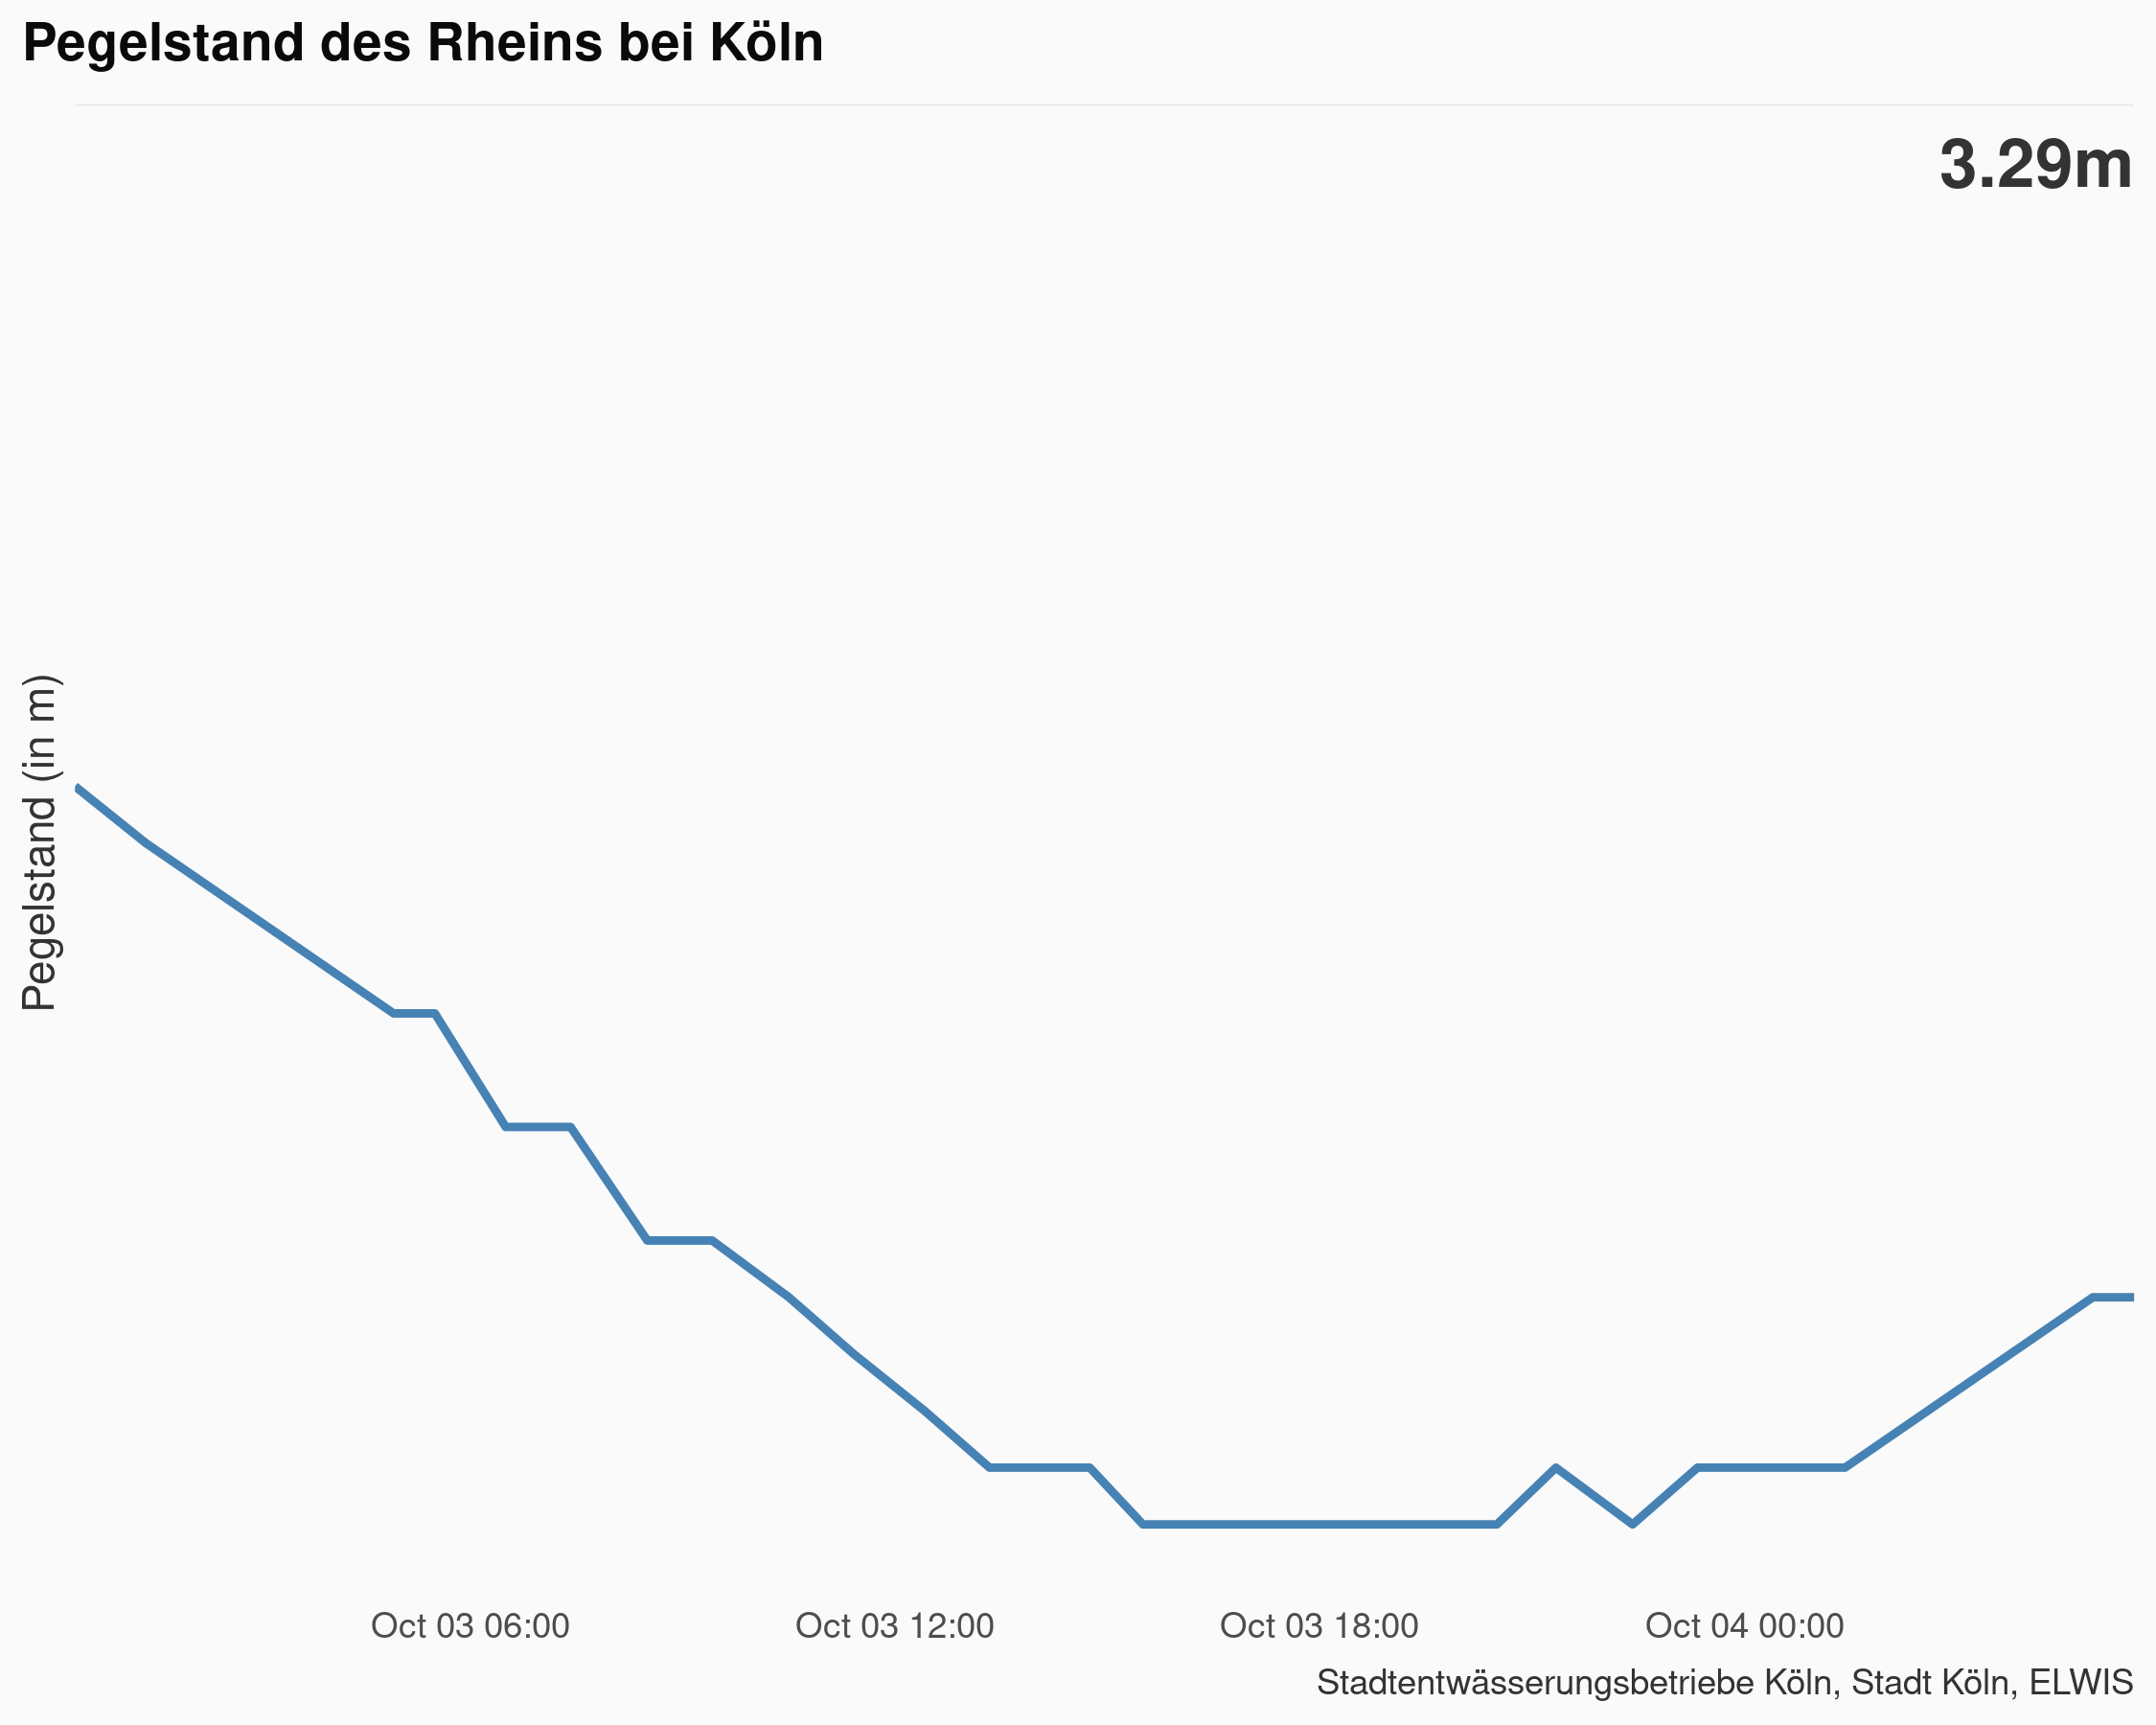 Pegelstand des Rheins bei Köln
3.29m
Pegelstand (in m)
Oct 03 06:00 Oct 03 12:00 Oct 03 18:00 Oct 04 00:00
Stadtentwässerungsbetriebe Köln, Stadt Köln, ELWIS